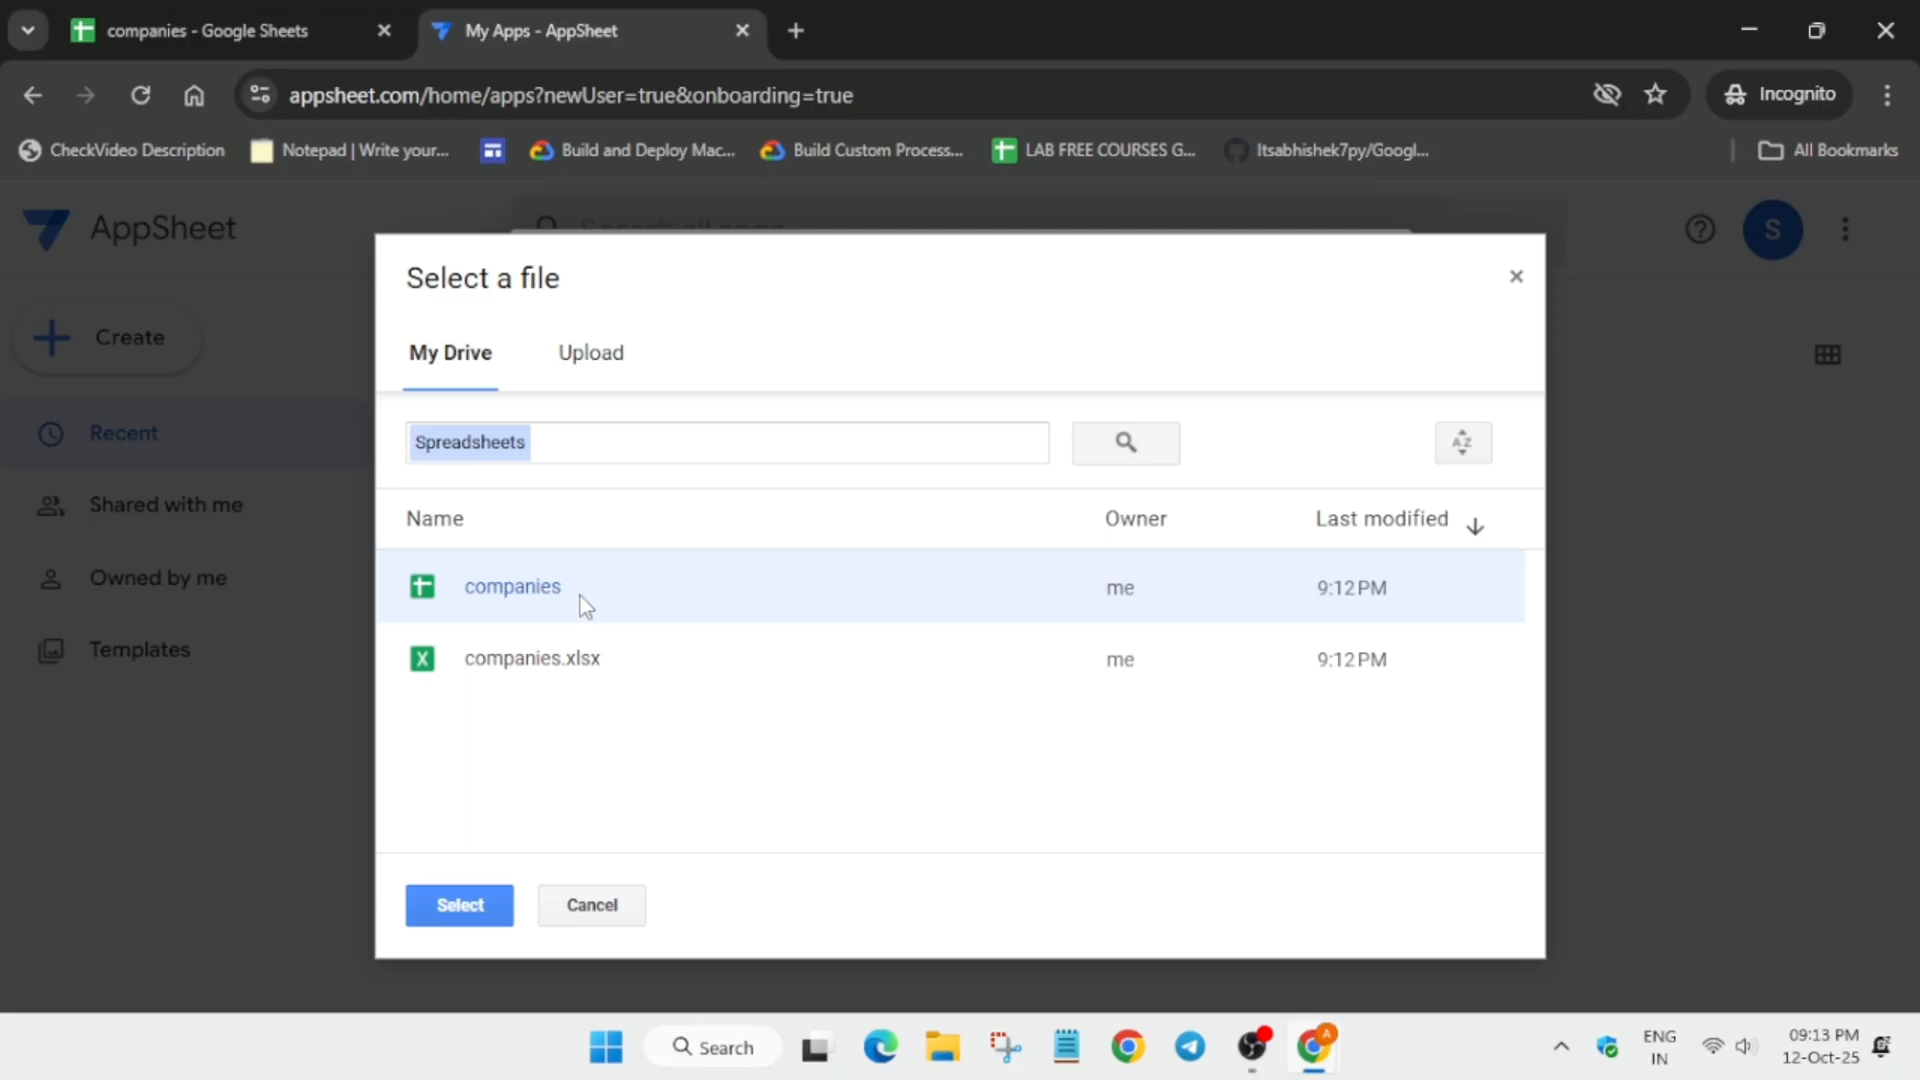 companies - Google Sheets
My Apps - AppSheet
appsheet.com/home/apps?newUser=true&onboarding=true
Incognito
CheckVideo Description
Notepad | Write your...
Build and Deploy Mac...
Build Custom Process...
LAB FREE COURSES G...
Itsabhishek7py/Googl...
All Bookmarks
AppSheet
S
Create
Recent
Shared with me
Owned by me
Templates
Select a file
My Drive
Upload
Spreadsheets
AZ
Name
Owner
Last modified
companies
me
9:12 PM
companies.xlsx
me
9:12 PM
Select
Cancel
Search
A
ENG
IN
09:13 PM
12-Oct-25